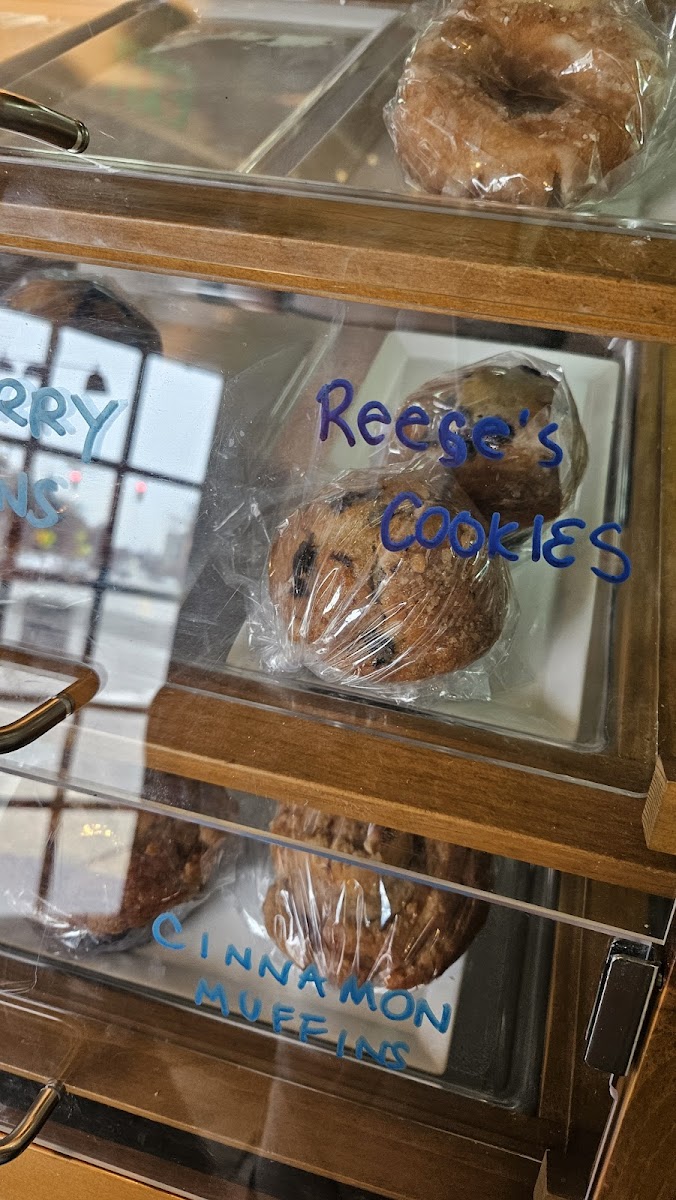 RRY
NS
Reese's
COOKIES
CINNAMON
MUFFINS